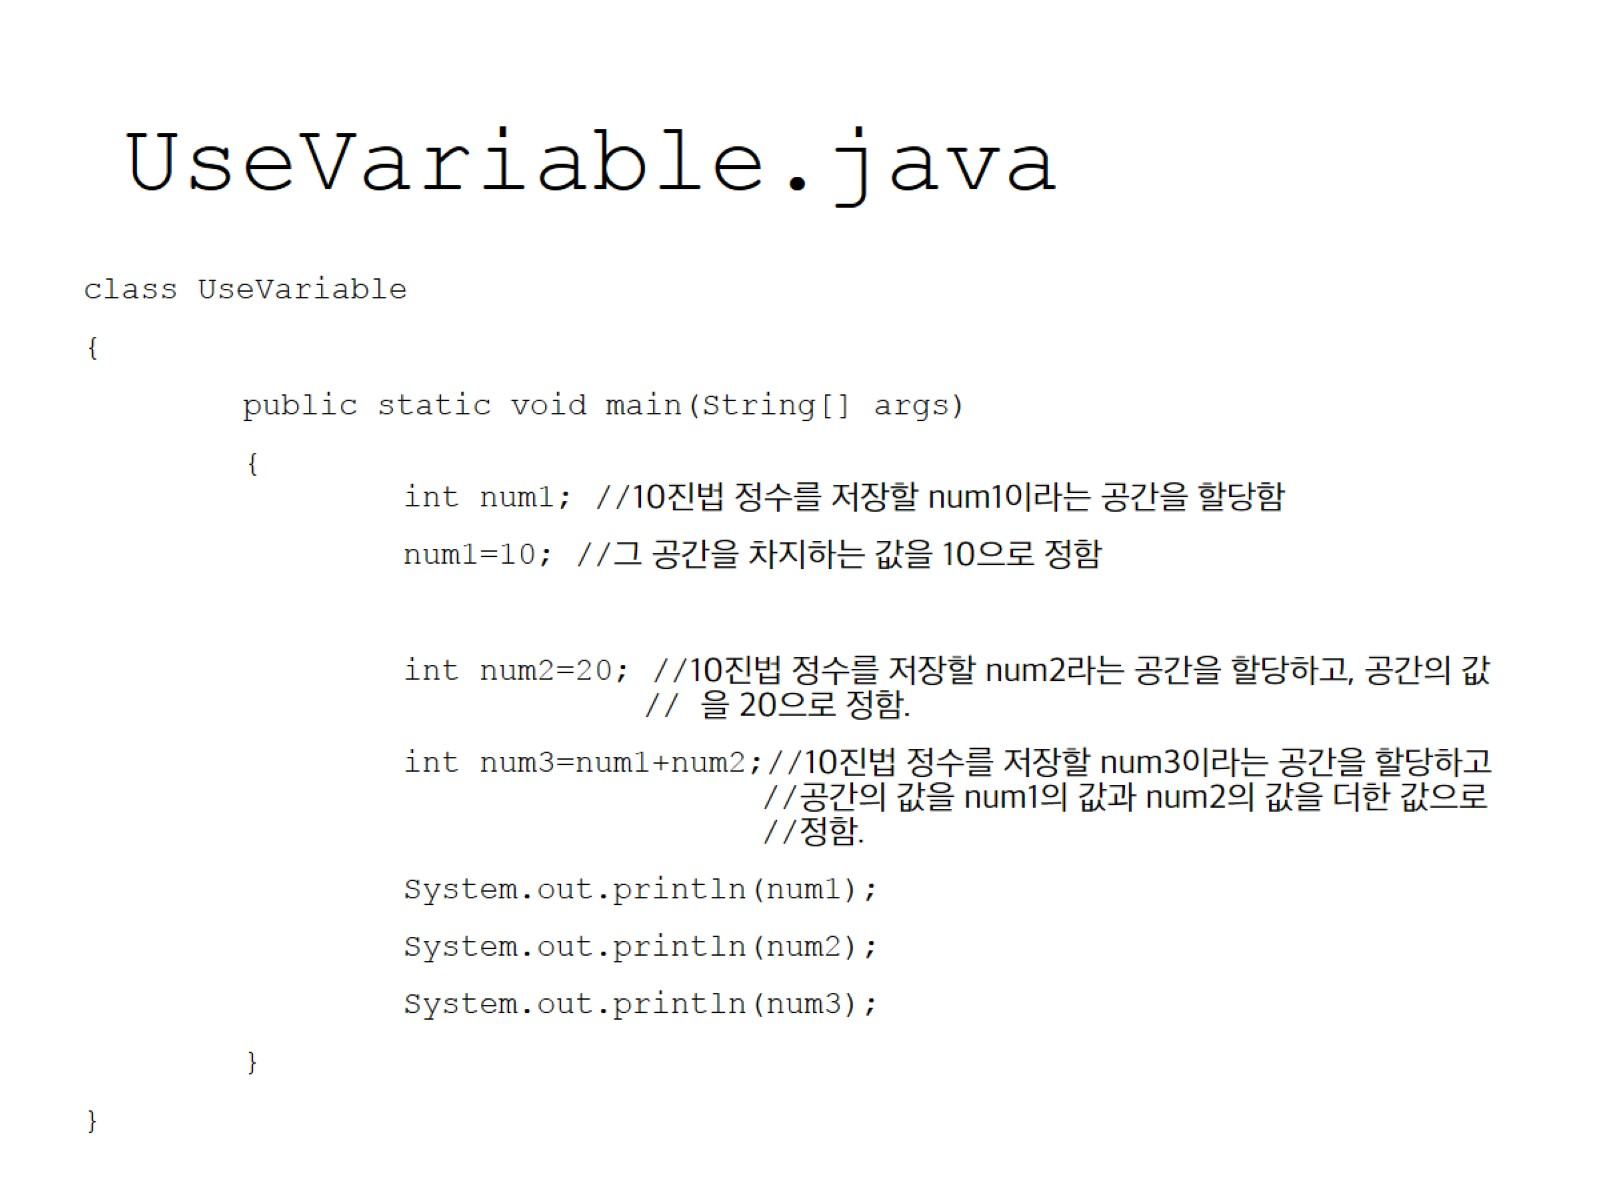 UseVariable.java
class UseVariable
{
public static void main(String[] args)
{
int num1; //10진법 정수를 저장할 num1이라는 공간을 할당함
num1=10; //그 공간을 차지하는 값을 10으로 정함
int num2=20; //10진법 정수를 저장할 num2라는 공간을 할당하고, 공간의 값
// 을 20으로 정함.
int num3=num1+num2;//10진법 정수를 저장할 num3이라는 공간을 할당하고
//공간의 값을 num1의 값과 num2의 값을 더한 값으로
//정함.
System.out.println(num1);
System.out.println(num2);
System.out.println(num3);
}
}